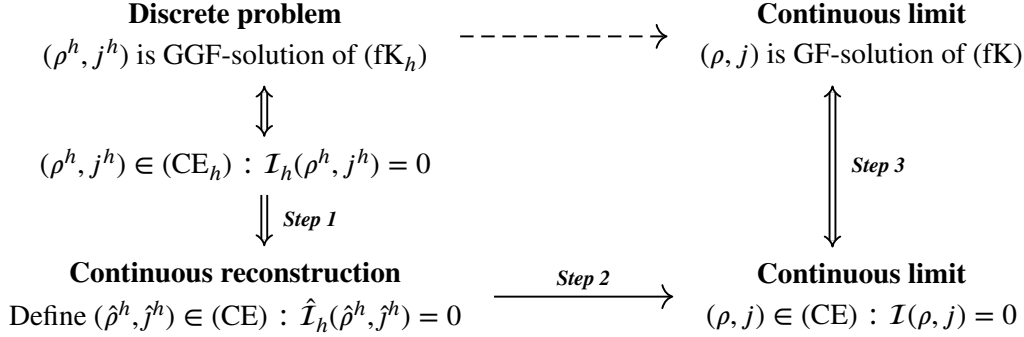 Discrete problem
(ρ^h, j^h) is GGF-solution of (fK_h)
Continuous limit
(ρ, j) is GF-solution of (fK)
(ρ^h, j^h) ∈ (CE_h) : ℐ_h(ρ^h, j^h) = 0
Step 1
Step 3
Continuous reconstruction
Define (ρ̂^h, ĵ^h) ∈ (CE) : ℐ̂_h(ρ̂^h, ĵ^h) = 0
Step 2
Continuous limit
(ρ, j) ∈ (CE) : ℐ(ρ, j) = 0